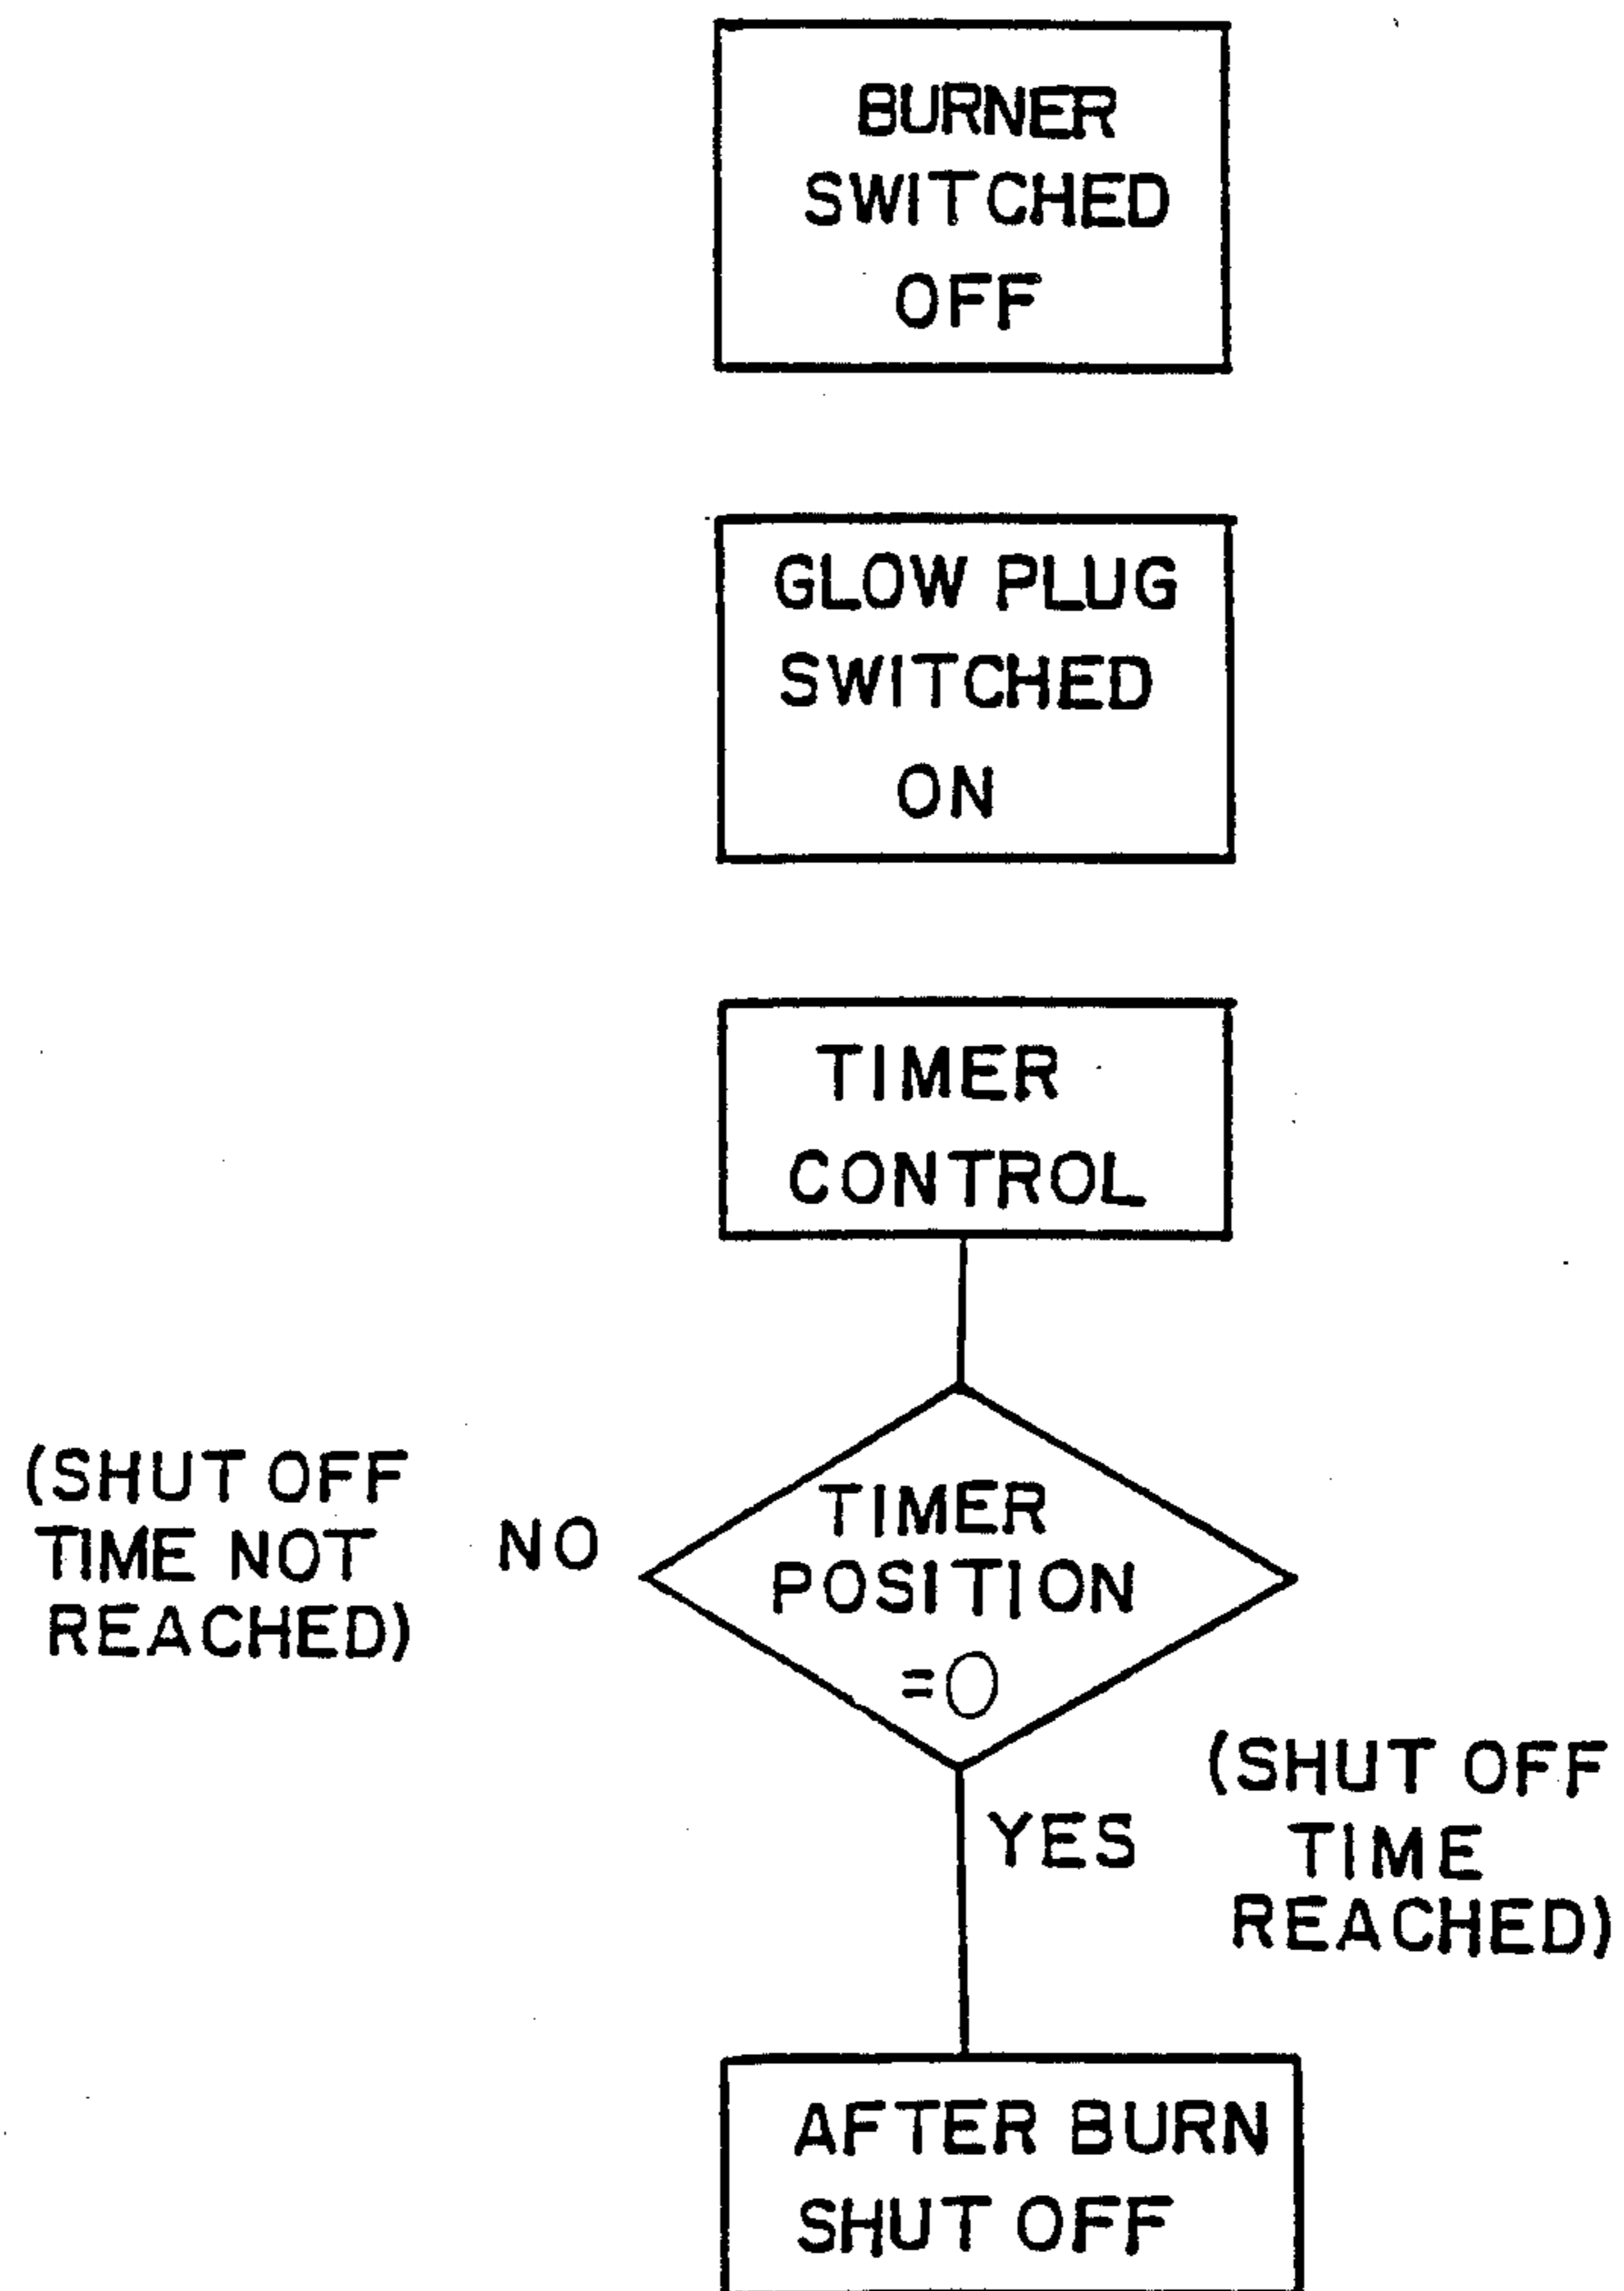 BURNER
SWITCHED
OFF
GLOW PLUG
SWITCHED
ON
TIMER
CONTROL
(SHUT OFF
TIME NOT
REACHED)
NO
TIMER
POSITION
=0
YES
(SHUT OFF
TIME
REACHED)
AFTER BURN
SHUT OFF